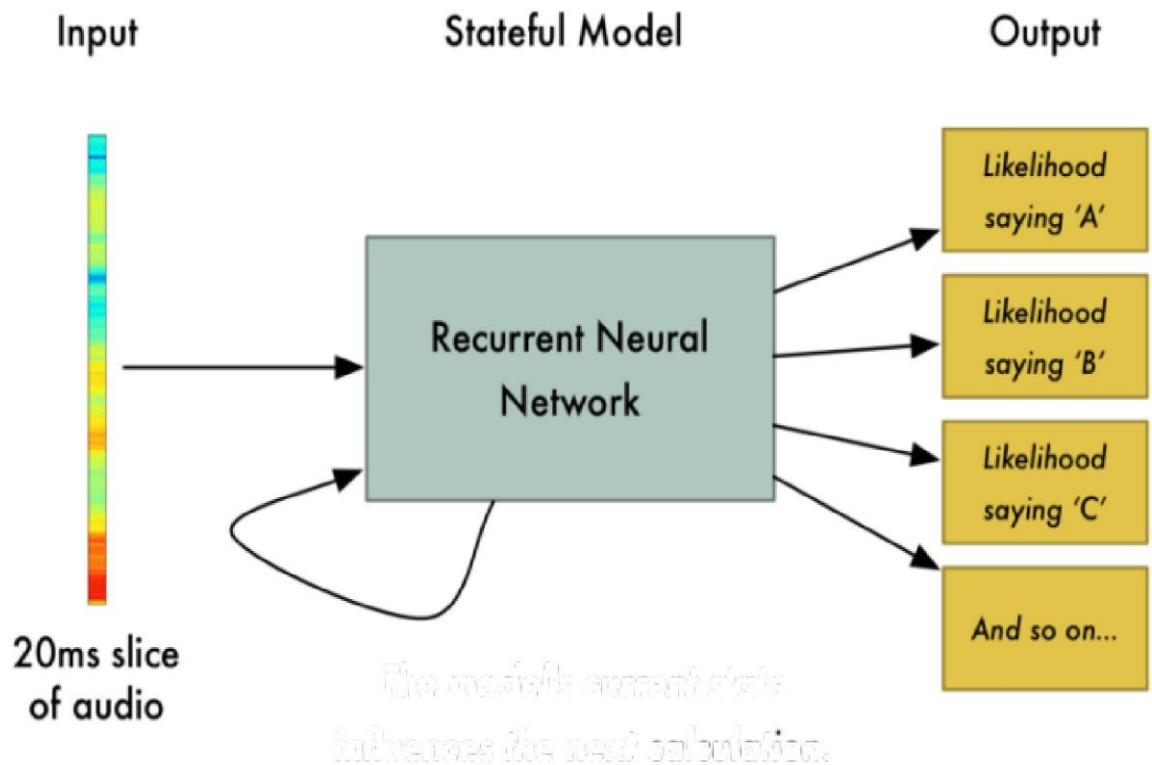 Input
Stateful Model
Output
Likelihood
saying ‘A’
Likelihood
saying ‘B’
Recurrent Neural
Network
Likelihood
saying ‘C’
And so on...
20ms slice
of audio
The model's current state
influences the next calculation.